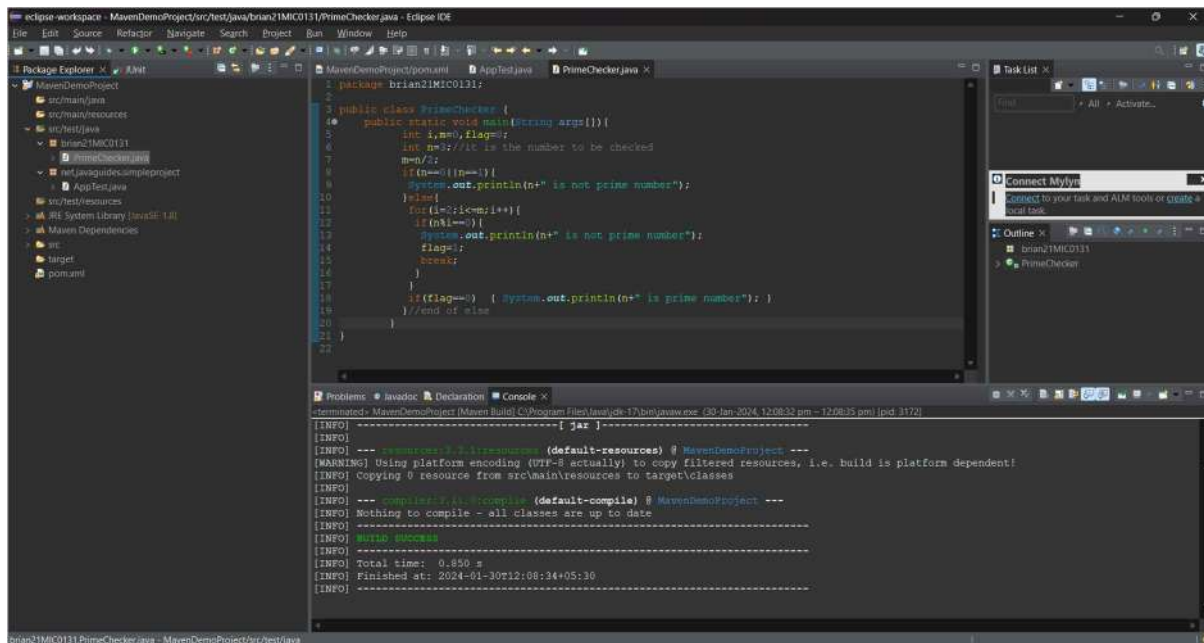 eclipse-workspace - MavenDemoProject/src/test/java/brian21MIC0131/PrimeChecker.java - Eclipse IDE
File Edit Source Refactor Navigate Search Project Run Window Help
Package Explorer
JUnit
MavenDemoProject
src/main/java
src/main/resources
src/test/java
brian21MIC0131
PrimeChecker.java
net.javaguides.simpleproject
AppTest.java
src/test/resources
JRE System Library [JavaSE-1.8]
Maven Dependencies
src
target
pom.xml
MavenDemoProject/pom.xml
AppTest.java
PrimeChecker.java
1 package brian21MIC0131;
2
3 public class PrimeChecker {
4 public static void main(String args[]){
5 int i,m=0,flag=0;
6 int n=3;//it is the number to be checked
7 m=n/2;
8 if(n==0||n==1){
9 System.out.println(n+" is not prime number");
10 }else{
11 for(i=2;i<=m;i++){
12 if(n%i==0){
13 System.out.println(n+" is not prime number");
14 flag=1;
15 break;
16 }
17 }
18 if(flag==0) { System.out.println(n+" is prime number"); }
19 }//end of else
20 }
21 }
22
Task List
Find
All
Activate...
Connect Mylyn
Connect to your task and ALM tools or create a
local task.
Outline
brian21MIC0131
PrimeChecker
Problems Javadoc Declaration Console
<terminated> MavenDemoProject [Maven Build] C:\Program Files\Java\jdk-17\bin\javaw.exe (30-Jan-2024, 12:08:32 pm – 12:08:35 pm) [pid: 3172]
[INFO] --------------------------------[ jar ]---------------------------------
[INFO]
[INFO] --- resources:3.3.1:resources (default-resources) @ MavenDemoProject ---
[WARNING] Using platform encoding (UTF-8 actually) to copy filtered resources, i.e. build is platform dependent!
[INFO] Copying 0 resource from src\main\resources to target\classes
[INFO]
[INFO] --- compiler:3.11.0:compile (default-compile) @ MavenDemoProject ---
[INFO] Nothing to compile - all classes are up to date
[INFO] ------------------------------------------------------------------------
[INFO] BUILD SUCCESS
[INFO] ------------------------------------------------------------------------
[INFO] Total time: 0.850 s
[INFO] Finished at: 2024-01-30T12:08:34+05:30
[INFO] ------------------------------------------------------------------------
brian21MIC0131.PrimeChecker.java - MavenDemoProject/src/test/java